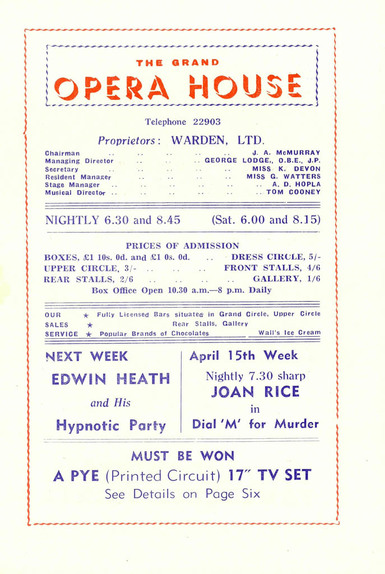 THE GRAND
OPERA HOUSE
Telephone 22903
Proprietors: WARDEN, LTD.
Chairman .. .. .. .. J. A. McMURRAY
Managing Director .. .. .. GEORGE LODGE, O.B.E., J.P.
Secretary .. .. .. .. MISS K. DEVON
Resident Manager .. .. .. MISS G. WATTERS
Stage Manager .. .. .. .. .. A. D. HOPLA
Musical Director .. .. .. .. TOM COONEY
NIGHTLY 6.30 and 8.45 (Sat. 6.00 and 8.15)
PRICES OF ADMISSION
BOXES, £1 10s. 0d. and £1 0s. 0d. .. DRESS CIRCLE, 5/-
UPPER CIRCLE, 3/- .. .. .. FRONT STALLS, 4/6
REAR STALLS, 2/6 .. .. .. GALLERY, 1/6
Box Office Open 10.30 a.m.—8 p.m. Daily
OUR ★ Fully Licensed Bars situated in Grand Circle, Upper Circle
SALES ★ Rear Stalls, Gallery
SERVICE ★ Popular Brands of Chocolates Wall's Ice Cream
NEXT WEEK
EDWIN HEATH
and His
Hypnotic Party
April 15th Week
Nightly 7.30 sharp
JOAN RICE
in
Dial 'M' for Murder
MUST BE WON
A PYE (Printed Circuit) 17" TV SET
See Details on Page Six